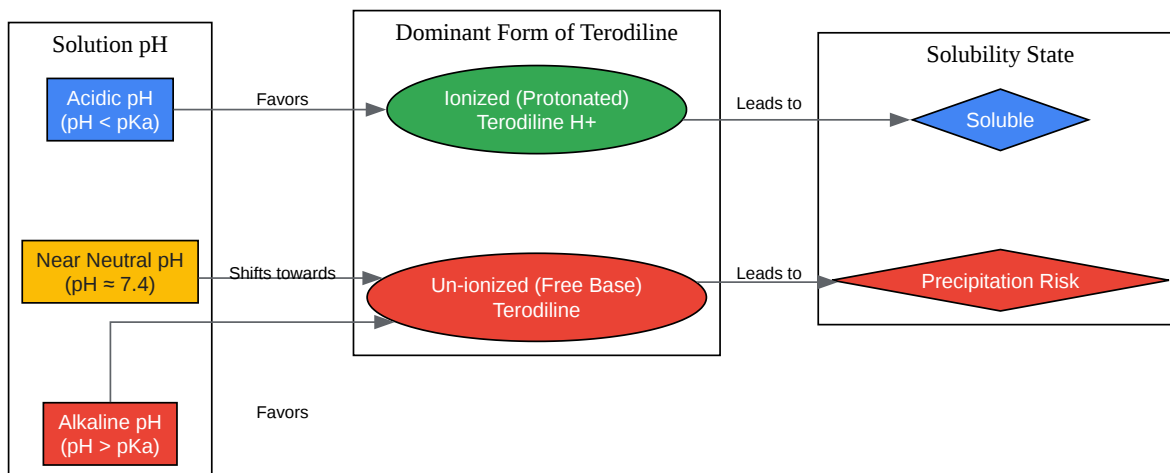 Solution pH
Dominant Form of Terodiline
Solubility State
Acidic pH
(pH < pKa)
Favors
Ionized (Protonated)
Terodiline H+
Leads to
Soluble
Near Neutral pH
(pH ≈ 7.4)
Shifts towards
Un-ionized (Free Base)
Terodiline
Leads to
Precipitation Risk
Alkaline pH
(pH > pKa)
Favors